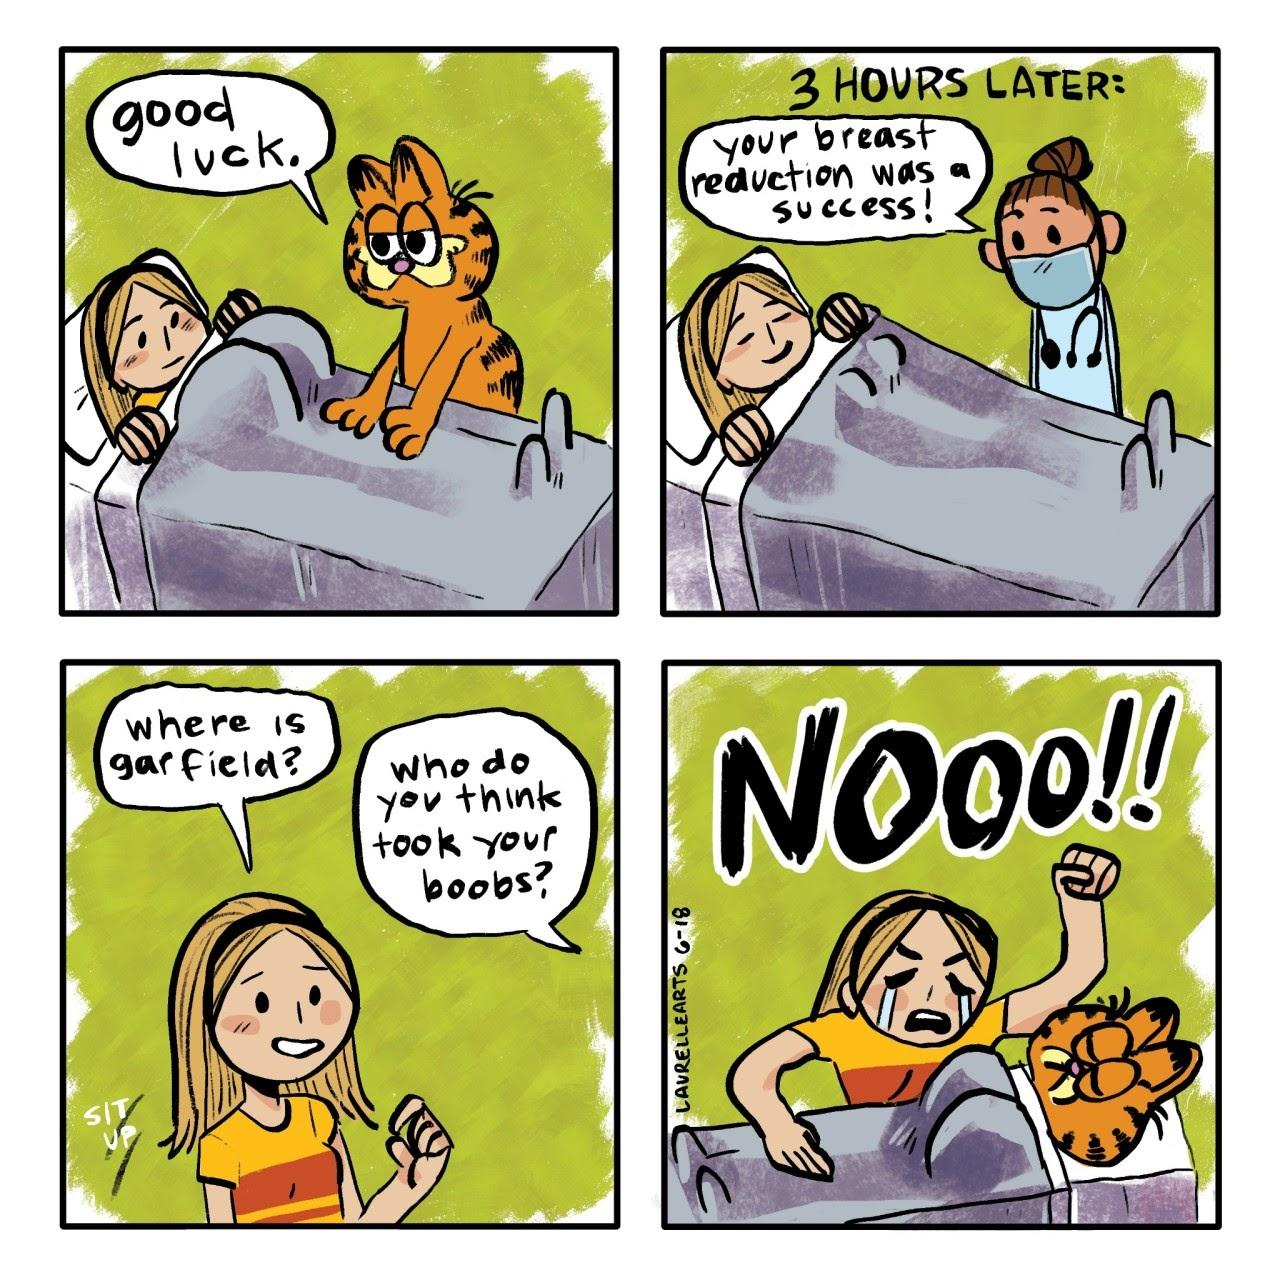 good
luck.
3 HOURS LATER:
your breast
reduction was a
success!
where is
garfield?
who do
you think
took your
boobs?
SIT
UP
NOOO!!
LAURELLEARTS 6-18